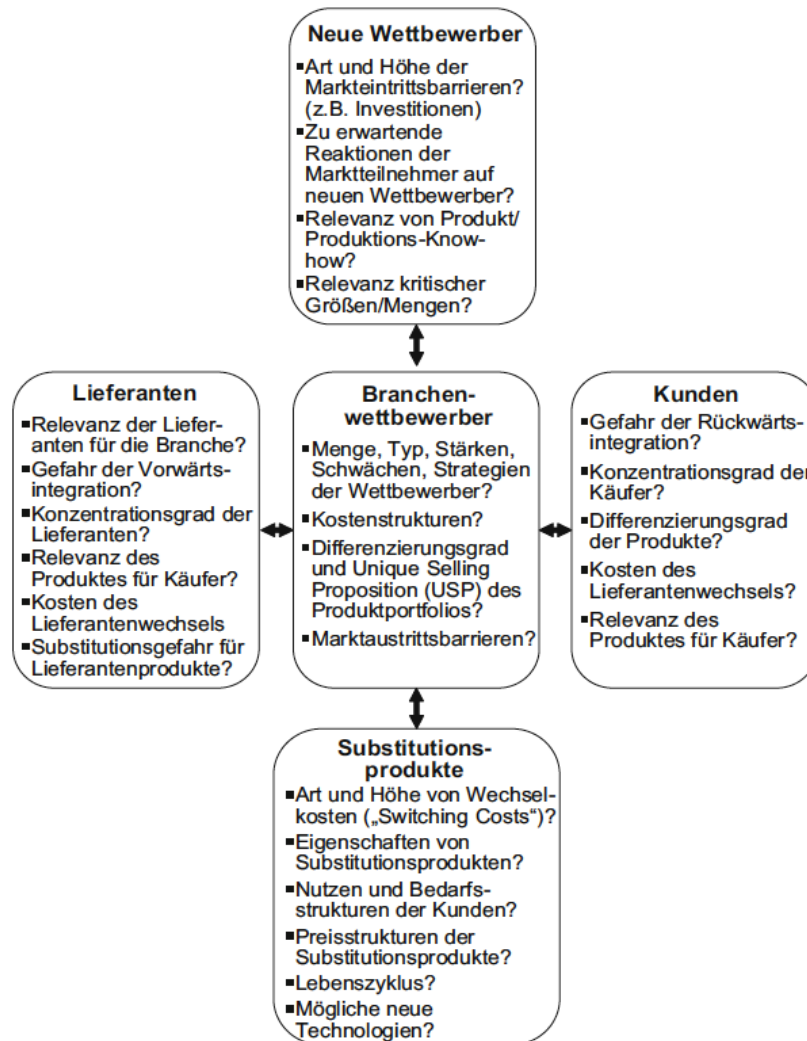 Neue Wettbewerber
▪Art und Höhe der
Markteintrittsbarrieren?
(z.B. Investitionen)
▪Zu erwartende
Reaktionen der
Marktteilnehmer auf
neuen Wettbewerber?
▪Relevanz von Produkt/
Produktions-Know-
how?
▪Relevanz kritischer
Größen/Mengen?
Lieferanten
▪Relevanz der Liefer-
anten für die Branche?
▪Gefahr der Vorwärts-
integration?
▪Konzentrationsgrad der
Lieferanten?
▪Relevanz des
Produktes für Käufer?
▪Kosten des
Lieferantenwechsels
▪Substitutionsgefahr für
Lieferantenprodukte?
Branchen-
wettbewerber
▪Menge, Typ, Stärken,
Schwächen, Strategien
der Wettbewerber?
▪Kostenstrukturen?
▪Differenzierungsgrad
und Unique Selling
Proposition (USP) des
Produktportfolios?
▪Marktaustrittsbarrieren?
Kunden
▪Gefahr der Rückwärts-
integration?
▪Konzentrationsgrad der
Käufer?
▪Differenzierungsgrad
der Produkte?
▪Kosten des
Lieferantenwechsels?
▪Relevanz des
Produktes für Käufer?
Substitutions-
produkte
▪Art und Höhe von Wechsel-
kosten („Switching Costs“)?
▪Eigenschaften von
Substitutionsprodukten?
▪Nutzen und Bedarfs-
strukturen der Kunden?
▪Preisstrukturen der
Substitutionsprodukte?
▪Lebenszyklus?
▪Mögliche neue
Technologien?